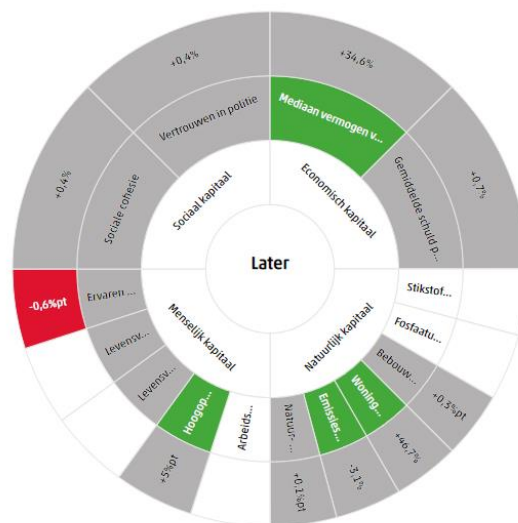 +0,4%
+34,6%
+0,4%
Vertrouwen in politie
Mediaan vermogen v...
+0,7%
Sociale cohesie
Sociaal kapitaal
Economisch kapitaal
Gemiddelde schuld p...
Later
-0,6%pt
Ervaren ...
Menselijk kapitaal
Natuurlijk kapitaal
Stikstof...
Levensv...
Fosfaatu...
Levensv...
Bebouw...
+0,3%pt
Hoogop...
Arbeids...
Natuur- ...
Emissies...
Woning...
+46,7%
+5%pt
+0,1%pt
-3,1%